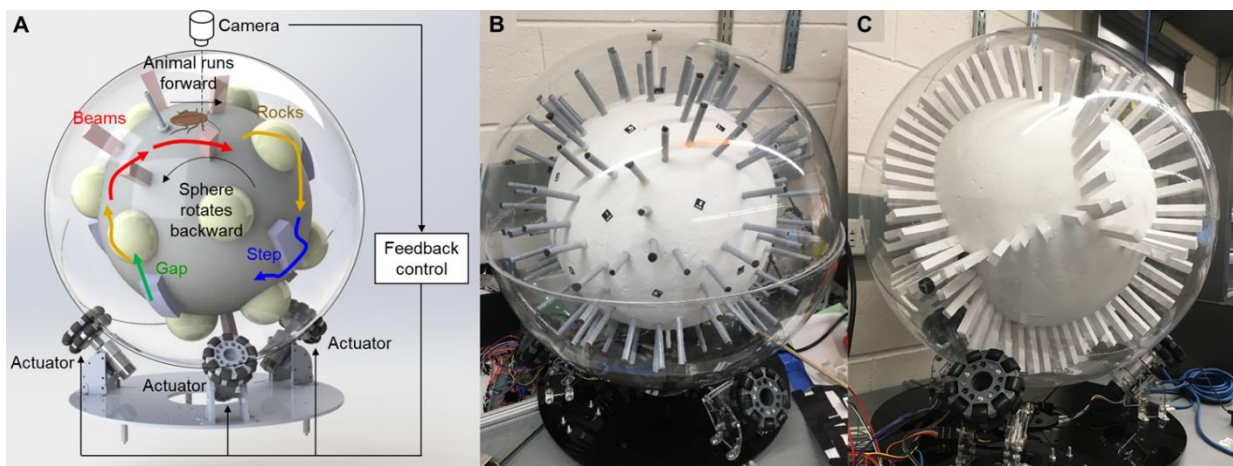 A
Camera
Animal runs
forward
Beams
Rocks
Sphere
rotates
backward
Step
Gap
Feedback
control
Actuator
Actuator
Actuator
B
C